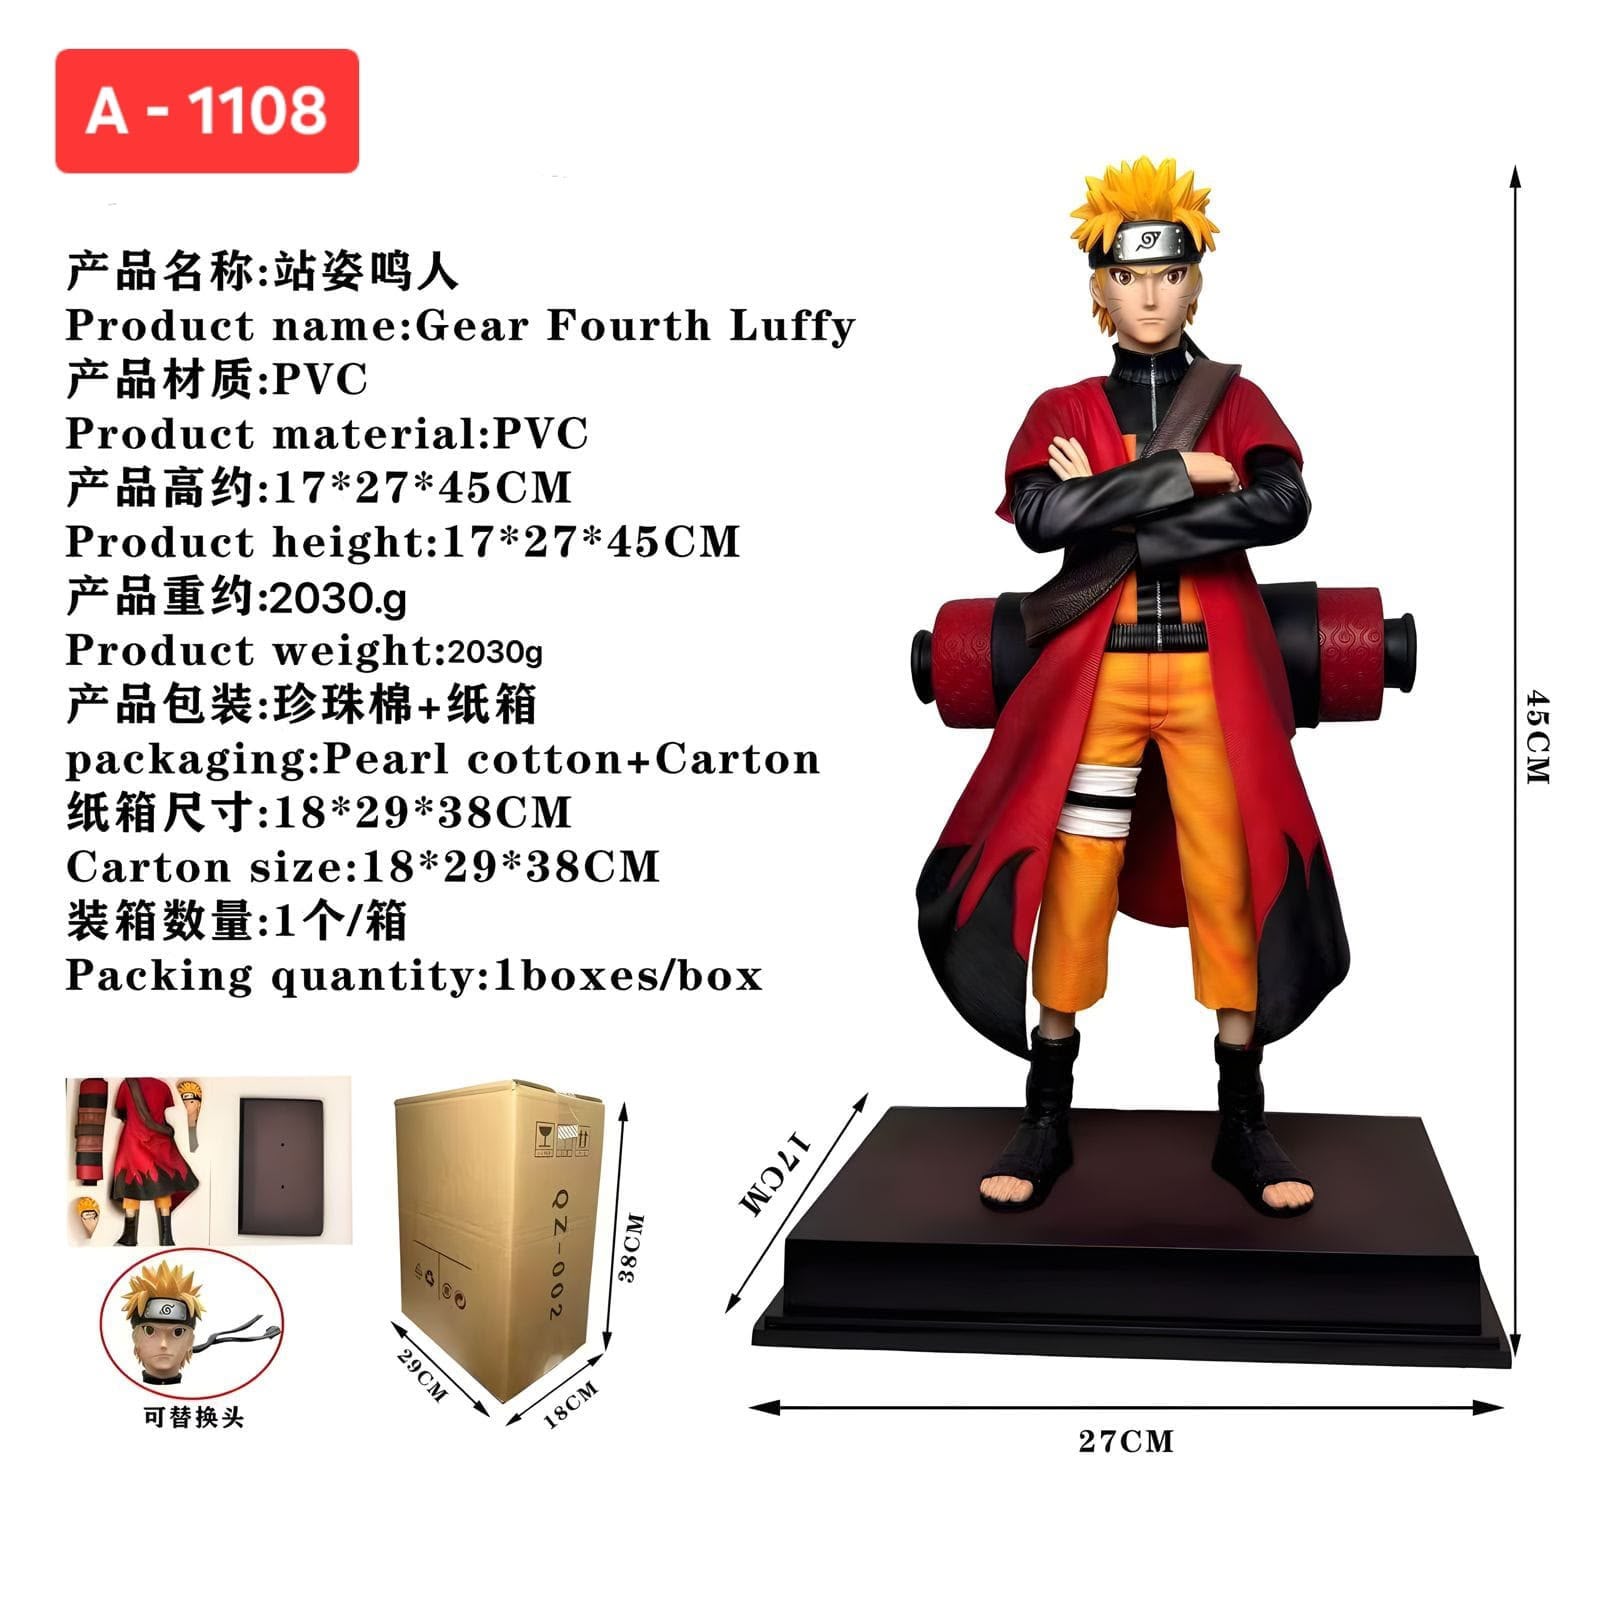 A - 1108
产品名称:站姿鸣人
Product name:Gear Fourth Luffy
产品材质:PVC
Product material:PVC
产品高约:17*27*45CM
Product height:17*27*45CM
产品重约:2030.g
Product weight:2030g
产品包装:珍珠棉+纸箱
packaging:Pearl cotton+Carton
纸箱尺寸:18*29*38CM
Carton size:18*29*38CM
装箱数量:1个/箱
Packing quantity:1boxes/box
45CM
17CM
27CM
QZ-002
38CM
29CM
18CM
可替换头